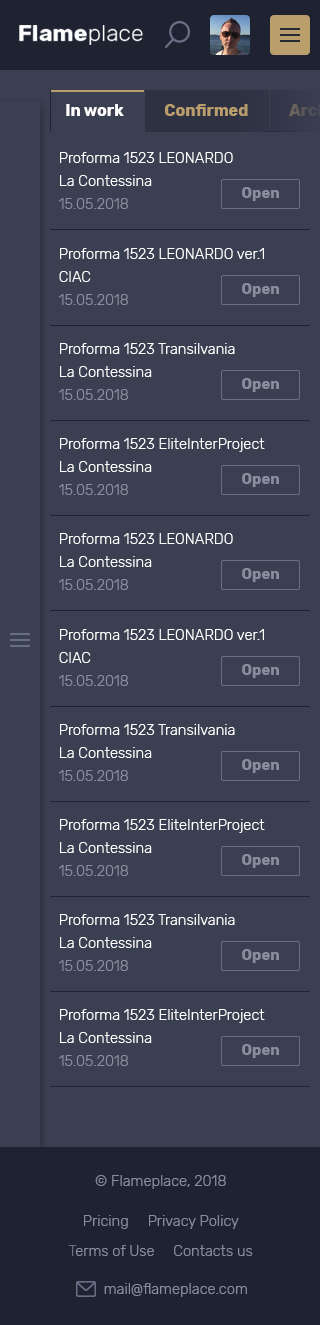 Flameplace
In work Confirmed
Proforma 1523 LEONARDO
La Contessina
15.05.2018
Open
Proforma 1523 LEONARDO ver.1
CIAC
15.05.2018
Open
Proforma 1523 Transilvania
La Contessina
15.05.2018
Open
Proforma 1523 EliteInterProject
La Contessina
15.05.2018
Open
Proforma 1523 LEONARDO
La Contessina
15.05.2018
Open
Proforma 1523 LEONARDO ver.1
CIAC
15.05.2018
Open
Proforma 1523 Transilvania
La Contessina
15.05.2018
Open
Proforma 1523 EliteInterProject
La Contessina
15.05.2018
Open
Proforma 1523 Transilvania
La Contessina
15.05.2018
Open
Proforma 1523 EliteInterProject
La Contessina
15.05.2018
Open
© Flameplace, 2018
Pricing Privacy Policy
Terms of Use Contacts us
mail@flameplace.com